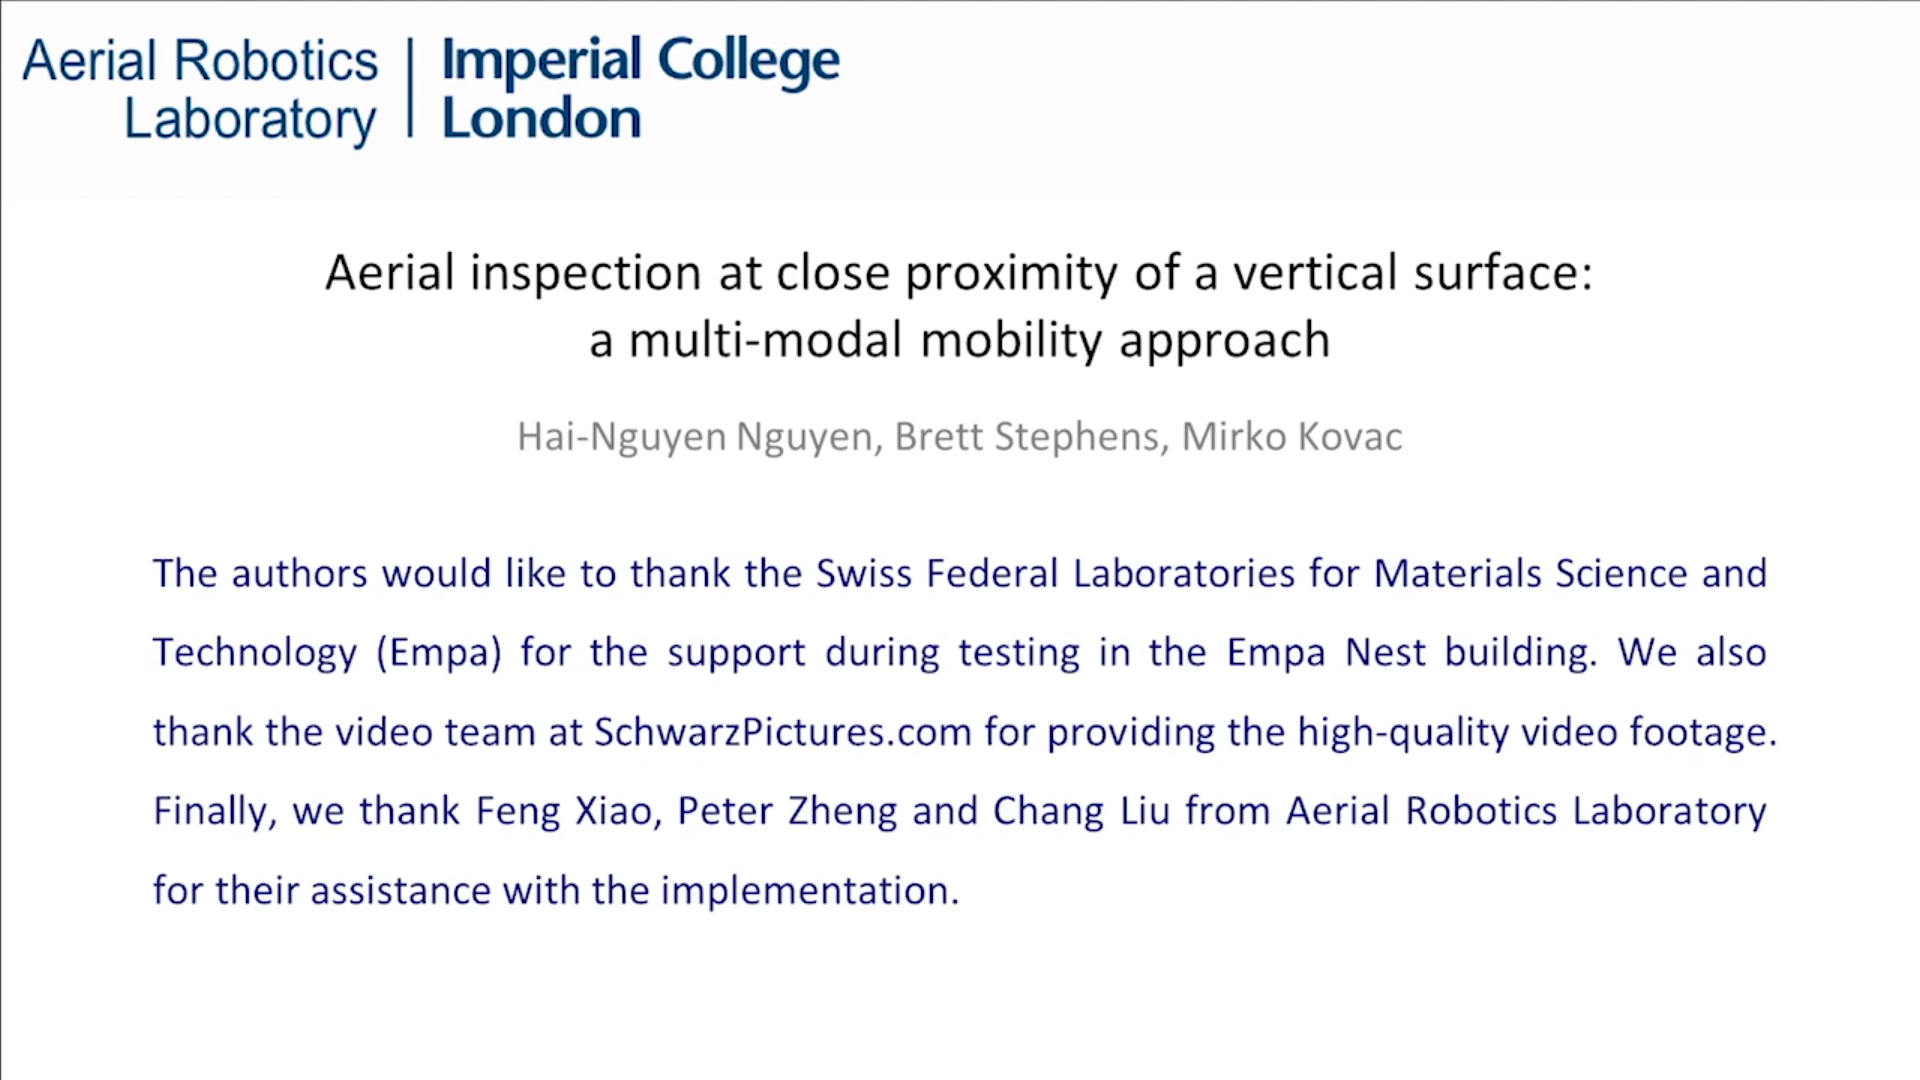 Aerial Robotics
Laboratory
Imperial College
London
Aerial inspection at close proximity of a vertical surface:
a multi-modal mobility approach
Hai-Nguyen Nguyen, Brett Stephens, Mirko Kovac
The authors would like to thank the Swiss Federal Laboratories for Materials Science and
Technology (Empa) for the support during testing in the Empa Nest building. We also
thank the video team at SchwarzPictures.com for providing the high-quality video footage.
Finally, we thank Feng Xiao, Peter Zheng and Chang Liu from Aerial Robotics Laboratory
for their assistance with the implementation.